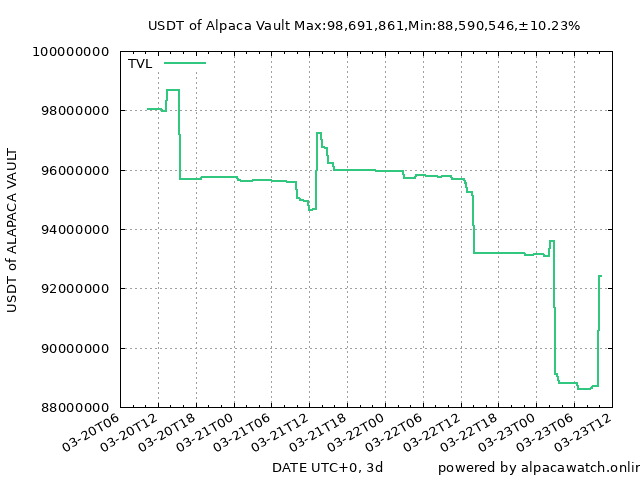 USDT of Alpaca Vault Max:98,691,861,Min:88,590,546,±10.23%
TVL
100000000
98000000
96000000
94000000
92000000
90000000
88000000
USDT of ALAPACA VAULT
03-20T06
03-20T12
03-20T18
03-21T00
03-21T06
03-21T12
03-21T18
03-22T00
03-22T06
03-22T12
03-22T18
03-23T00
03-23T06
03-23T12
DATE UTC+0, 3d
powered by alpacawatch.onlin